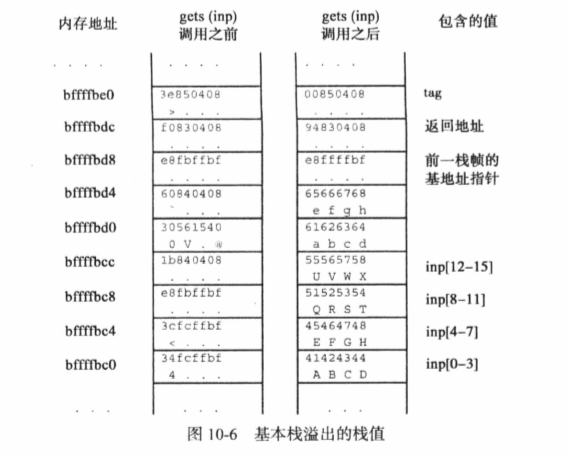 内存地址 gets (inp) 调用之前 gets (inp) 调用之后 包含的值
. . . . . . . . . . . .
bffffbe0 3e850408 00850408 tag
> . . . . . . .
bffffbdc f0830408 94830408 返回地址
. . . . . . . .
bffffbd8 e8fbffbf e8ffffbf 前一栈帧的
. . . . . . . . 基地址指针
bffffbd4 60840408 65666768
` . . . e f g h
bffffbd0 30561540 61626364
0 V . @ a b c d
bffffbcc 1b840408 55565758 inp[12–15]
. . . . U V W X
bffffbc8 e8fbffbf 51525354 inp[8–11]
. . . . Q R S T
bffffbc4 3cfcffbf 45464748 inp[4–7]
< . . . E F G H
bffffbc0 34fcffbf 41424344 inp[0–3]
4 . . . A B C D
. . . . . . . . .
图 10-6 基本栈溢出的栈值